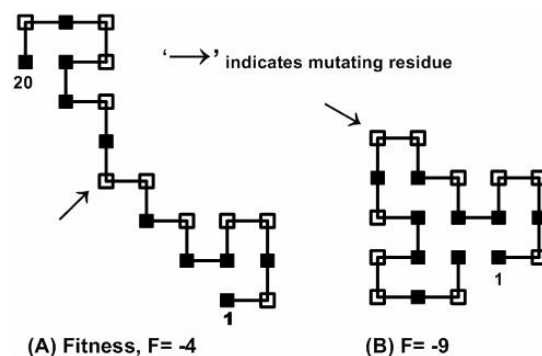 20
‘→’ indicates mutating residue
1
1
(A) Fitness, F= -4
(B) F= -9